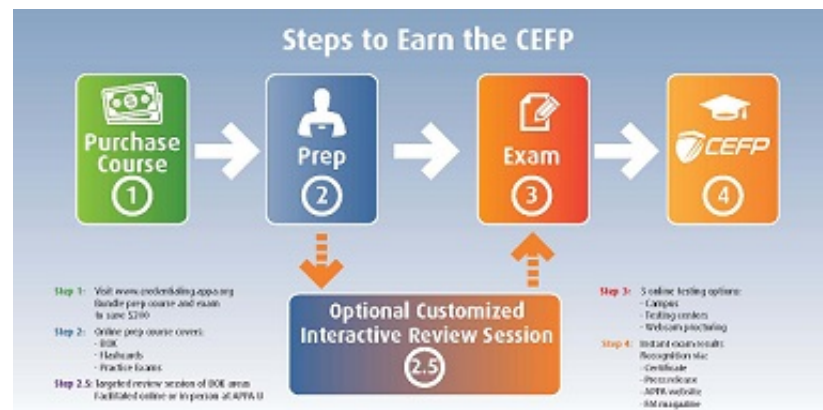 Steps to Earn the CEFP
Purchase
Course
1
Prep
2
Exam
3
CEFP
4
Optional Customized
Interactive Review Session
2.5
Step 1: Visit www.credentialing.appa.org
Bundle prep course and exam
to save $200
Step 2: Online prep course covers:
- BOK
- Flashcards
- Practice Exams
Step 2.5: Targeted review session of BOK areas
Facilitated online or in person at APPA U
Step 3: 3 online testing options:
- Campus
- Testing centers
- Webcam proctoring
Step 4: Instant exam results
Recognition via:
- Certificate
- Press release
- APPA website
- FM magazine